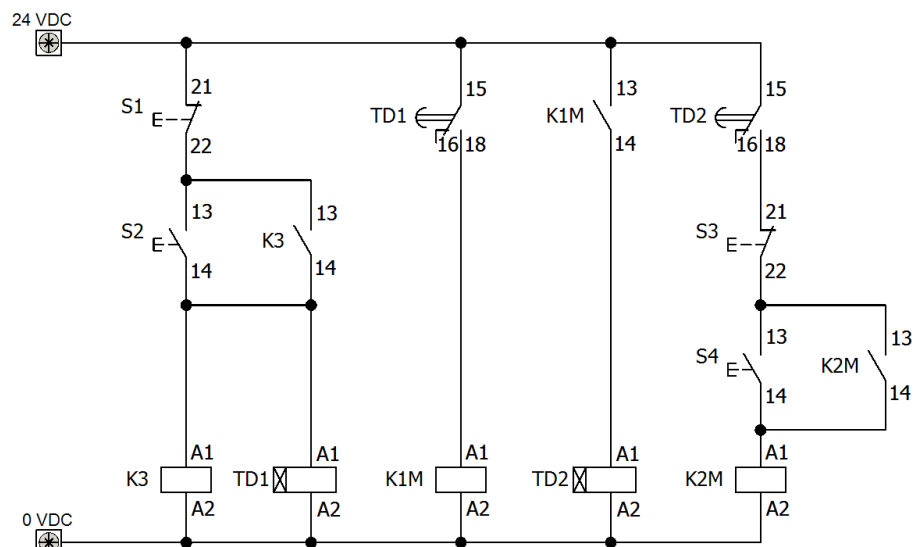 24 VDC
21
15
13
15
S1
TD1
K1M
TD2
22
16 18
14
16 18
13
13
21
S2
K3
S3
14
14
22
13
13
S4
K2M
14
14
A1
A1
A1
A1
A1
K3
TD1
K1M
TD2
K2M
A2
A2
A2
A2
A2
0 VDC